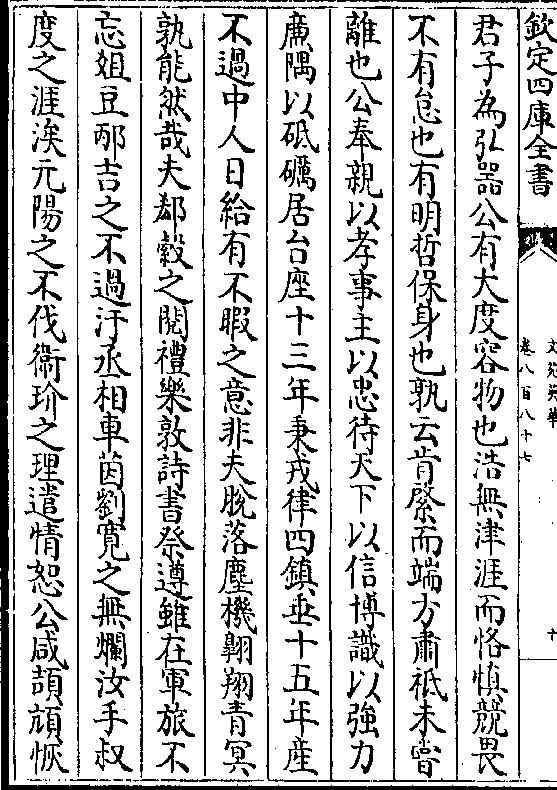 欽定四庫全書
文苑英華
卷八百八十七
十
君子為弘器公有大度容物也浩無津涯而恪慎競畏
不有怠也有明哲保身也孰云肯綮而端方肅祗未甞
離也公奉親以孝事主以忠待天下以信博識以強力
亷隅以砥礪居台座十三年秉戎律四鎮垂十五年産
不過中人日給有不暇之意非夫脫落塵機翺翔青冥
孰能然哉夫郄縠之閱禮樂敦詩書祭遵雖在軍旅不
忘俎豆邴吉之不過汙丞相車茵劉寛之無爛汝手叔
度之涯涘元陽之不伐衞玠之理遣情恕公咸頡頏恢